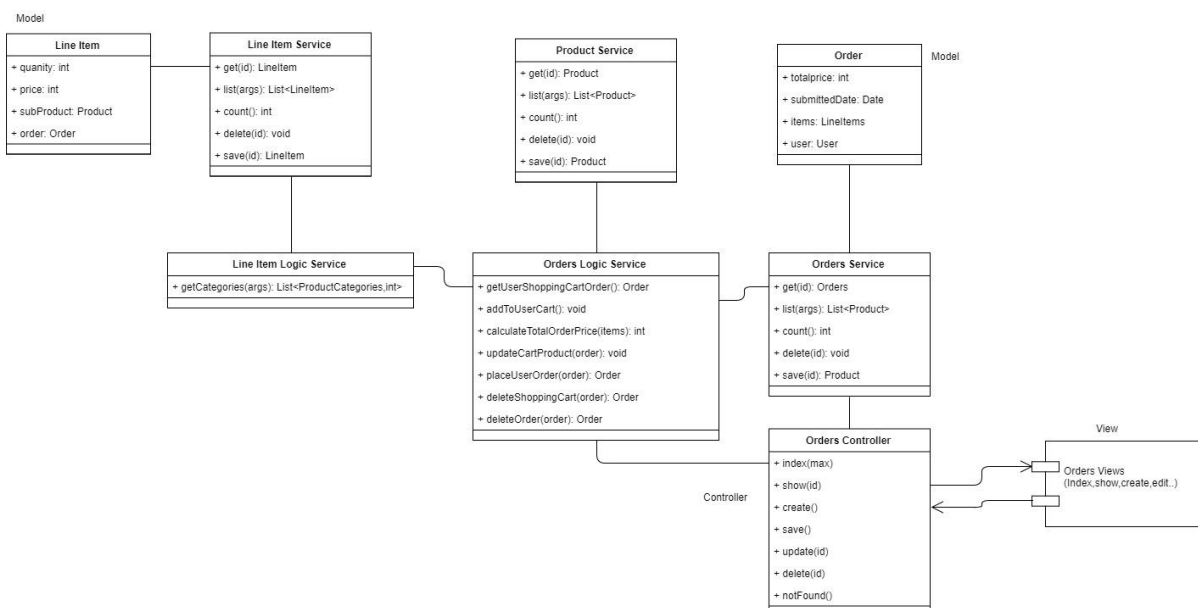 Model
Line Item
+ quanity: int
+ price: int
+ subProduct: Product
+ order: Order
Line Item Service
+ get(id): LineItem
+ list(args): List<LineItem>
+ count(): int
+ delete(id): void
+ save(id): LineItem
Product Service
+ get(id): Product
+ list(args): List<Product>
+ count(): int
+ delete(id): void
+ save(id): Product
Order
+ totalprice: int
+ submittedDate: Date
+ items: LineItems
+ user: User
Model
Line Item Logic Service
+ getCategories(args): List<ProductCategories,int>
Orders Logic Service
+ getUserShoppingCartOrder(): Order
+ addToUserCart(): void
+ calculateTotalOrderPrice(items): int
+ updateCartProduct(order): void
+ placeUserOrder(order): Order
+ deleteShoppingCart(order): Order
+ deleteOrder(order): Order
Orders Service
+ get(id): Orders
+ list(args): List<Product>
+ count(): int
+ delete(id): void
+ save(id): Product
Controller
Orders Controller
+ index(max)
+ show(id)
+ create()
+ save()
+ update(id)
+ delete(id)
+ notFound()
View
Orders Views
(Index,show,create,edit..)